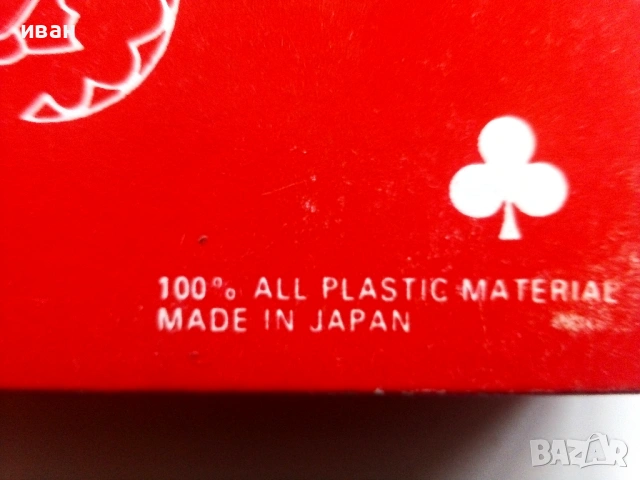 иван
100% ALL PLASTIC MATERIAL
MADE IN JAPAN
BAZAR